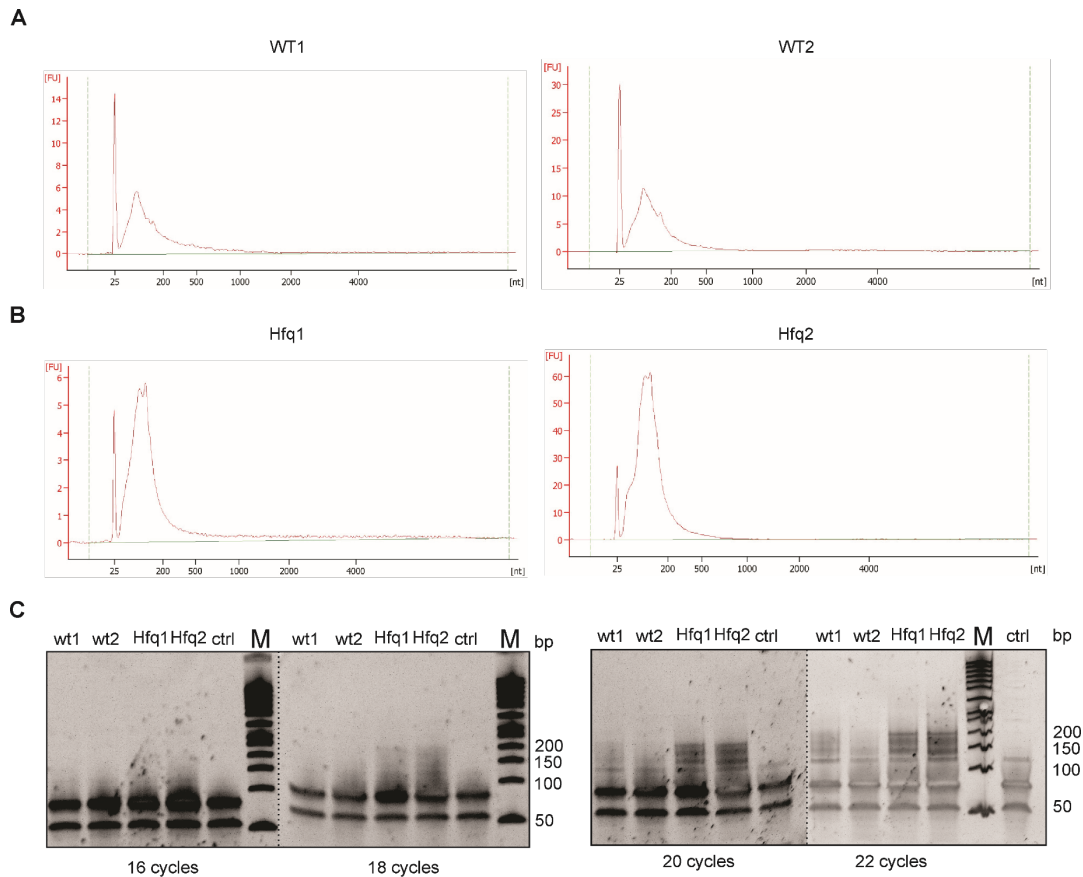 A
WT1
WT2
[FU]
14
12
10
8
6
4
2
0
25 200 500 1000 2000 4000 [nt]
[FU]
30
25
20
15
10
5
0
25 200 500 1000 2000 4000 [nt]
B
Hfq1
Hfq2
[FU]
6
5
4
3
2
1
0
25 200 500 1000 2000 4000 [nt]
[FU]
60
50
40
30
20
10
0
25 200 500 1000 2000 4000 [nt]
C
wt1 wt2 Hfq1 Hfq2 ctrl M wt1 wt2 Hfq1 Hfq2 ctrl M bp
200
150
100
50
16 cycles
18 cycles
wt1 wt2 Hfq1 Hfq2 ctrl wt1 wt2 Hfq1 Hfq2 M ctrl bp
200
150
100
50
20 cycles
22 cycles